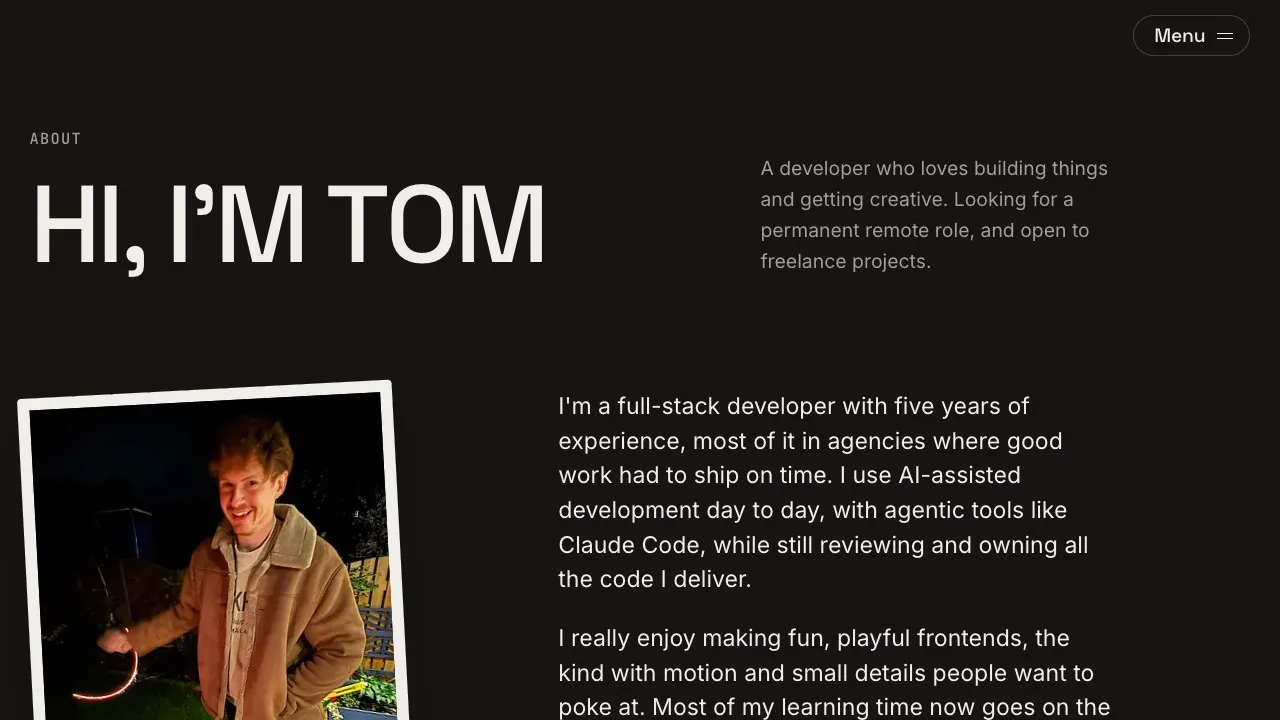 Menu
ABOUT
HI, I’M TOM
A developer who loves building things
and getting creative. Looking for a
permanent remote role, and open to
freelance projects.
I'm a full-stack developer with five years of
experience, most of it in agencies where good
work had to ship on time. I use AI-assisted
development day to day, with agentic tools like
Claude Code, while still reviewing and owning all
the code I deliver.
I really enjoy making fun, playful frontends, the
kind with motion and small details people want to
poke at. Most of my learning time now goes on the